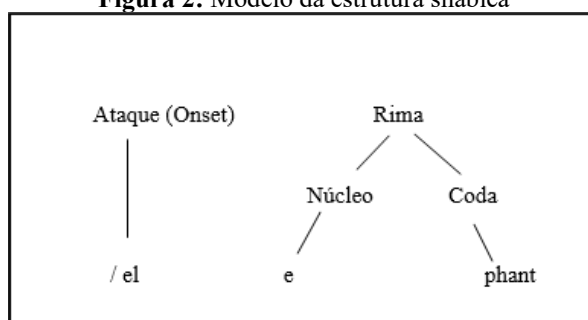 Figura 2: Modelo da estrutura silábica
Ataque (Onset) Rima
Núcleo Coda
/ el e phant